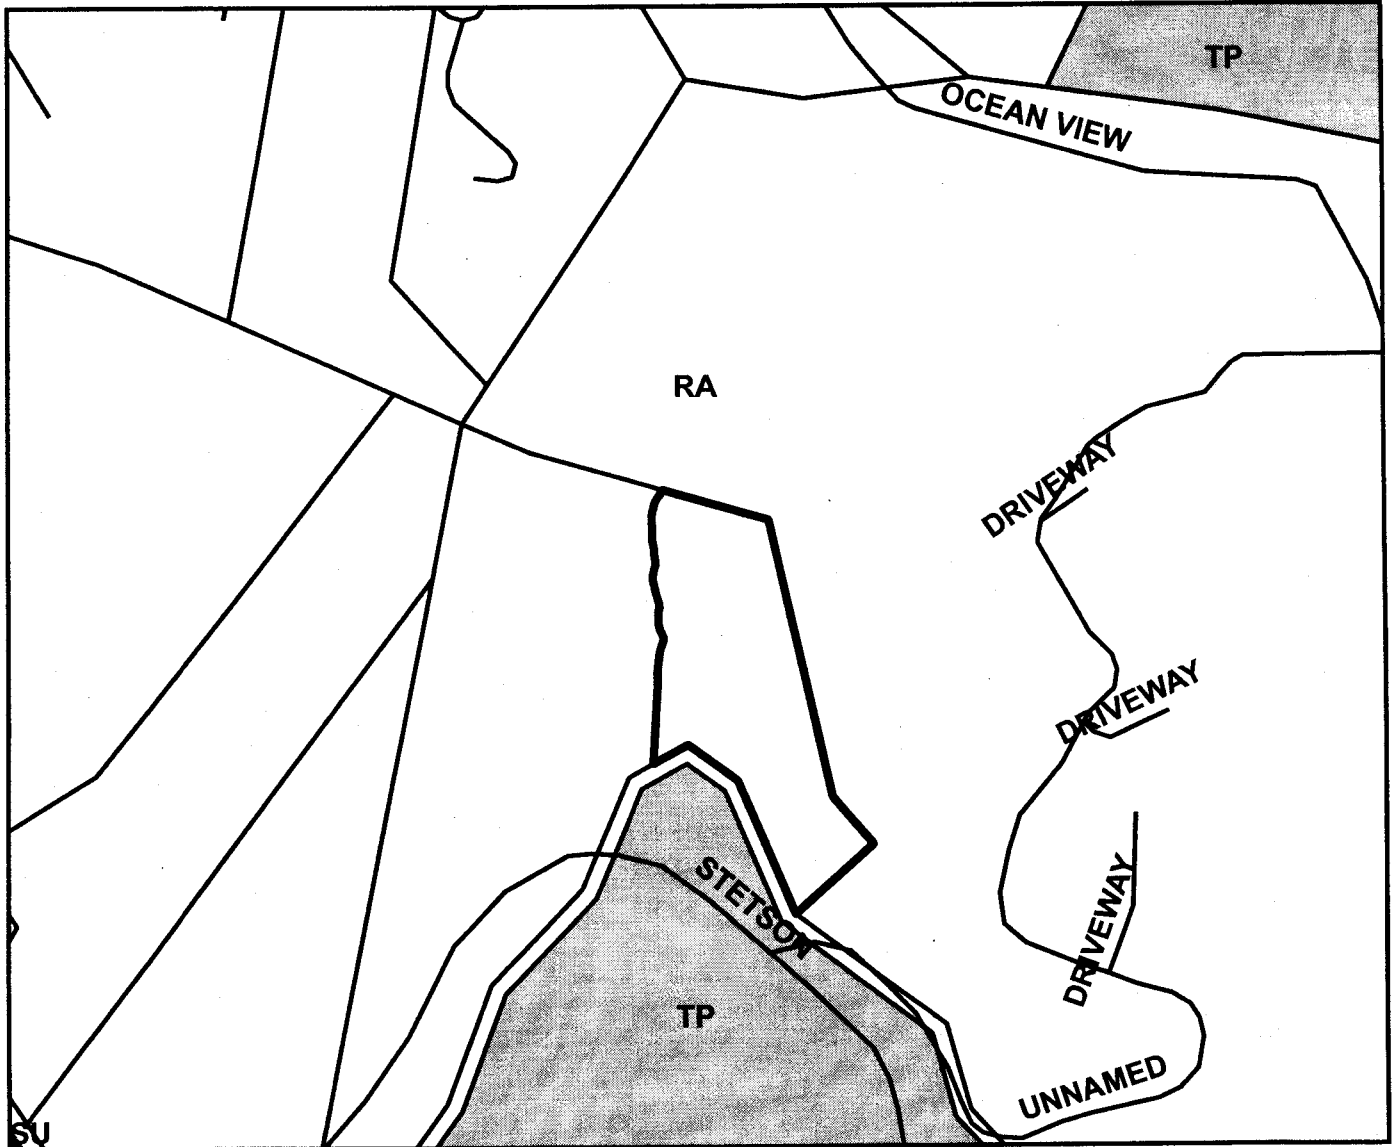 TP
OCEAN VIEW
RA
DRIVEWAY
DRIVEWAY
STETSON
DRIVEWAY
TP
UNNAMED
SU